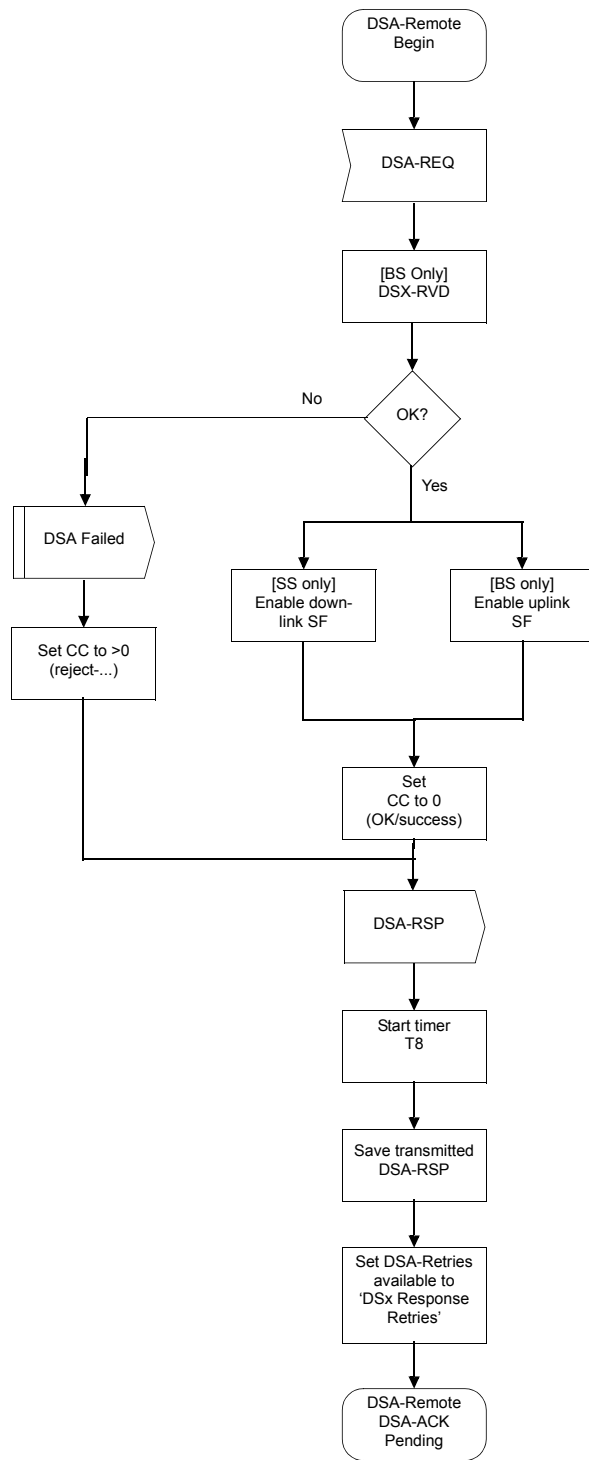 DSA-Remote
Begin
DSA-REQ
[BS Only]
DSX-RVD
OK?
No
Yes
DSA Failed
[SS only]
Enable down-
link SF
[BS only]
Enable uplink
SF
Set CC to >0
(reject-...)
Set
CC to 0
(OK/success)
DSA-RSP
Start timer
T8
Save transmitted
DSA-RSP
Set DSA-Retries
available to
‘DSx Response
Retries’
DSA-Remote
DSA-ACK
Pending